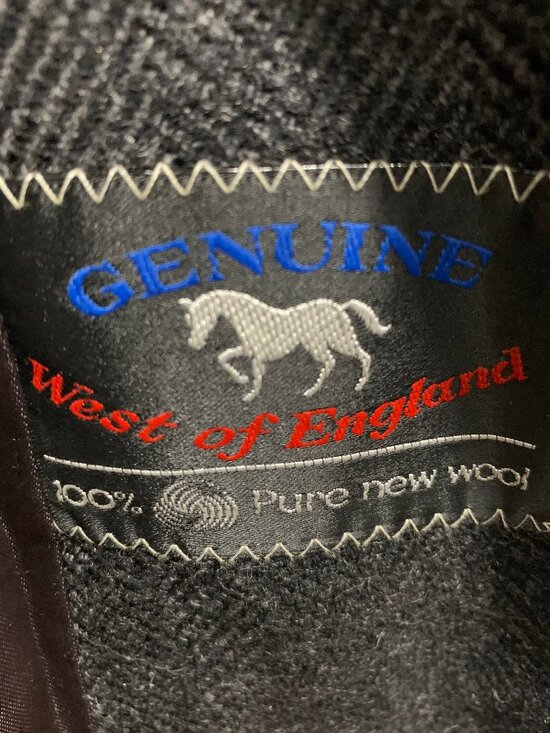 GENUINE
West of England
100% Pure new wool